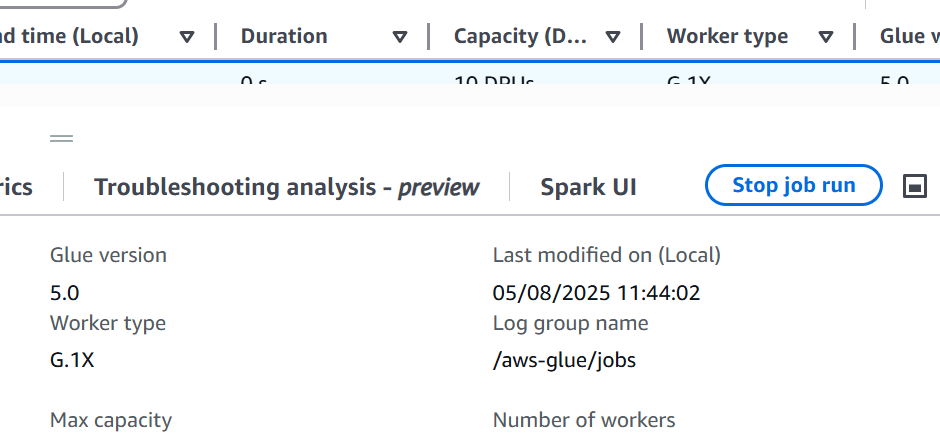 nd time (Local) Duration Capacity (D... Worker type Glue v
0 s 10 DPUs G.1X 5.0
rics Troubleshooting analysis - preview Spark UI Stop job run
Glue version Last modified on (Local)
5.0 05/08/2025 11:44:02
Worker type Log group name
G.1X /aws-glue/jobs
Max capacity Number of workers